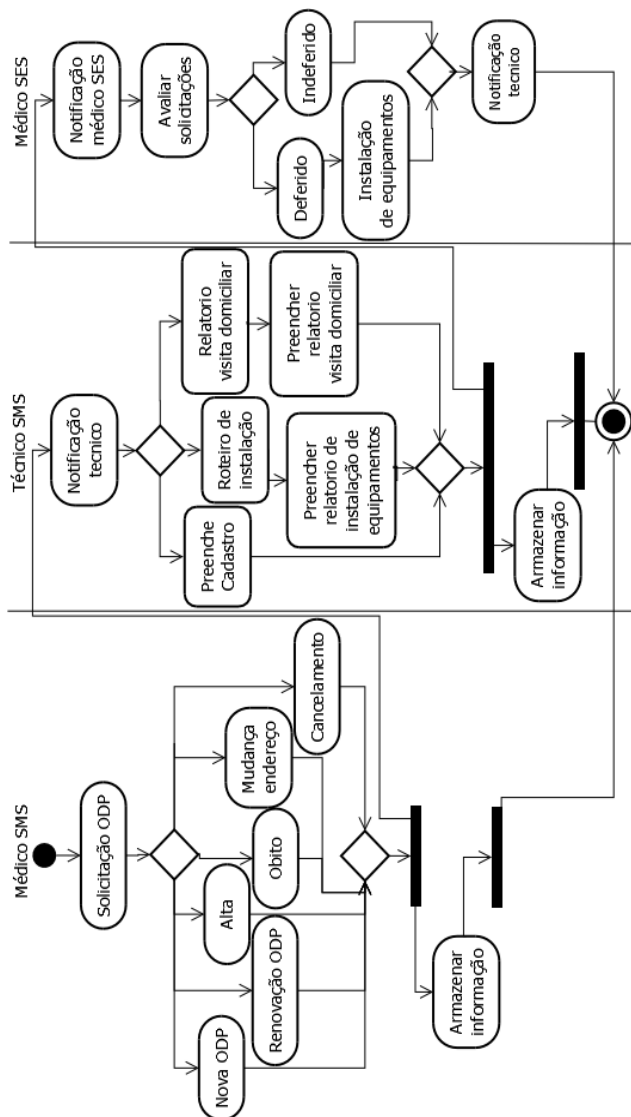 Médico SMS
Solicitação ODP
Nova ODP
Renovação ODP
Alta
Obito
Mudança
endereço
Cancelamento
Armazenar
informação
Técnico SMS
Notificação
tecnico
Preenche
Cadastro
Roteiro de
instalação
Relatorio
visita domiciliar
Preencher
relatorio de
instalação de
equipamentos
Preencher
relatorio
visita domiciliar
Armazenar
informação
Médico SES
Notificação
médico SES
Avaliar
solicitações
Deferido
Indeferido
Instalação
de equipamentos
Notificação
tecnico